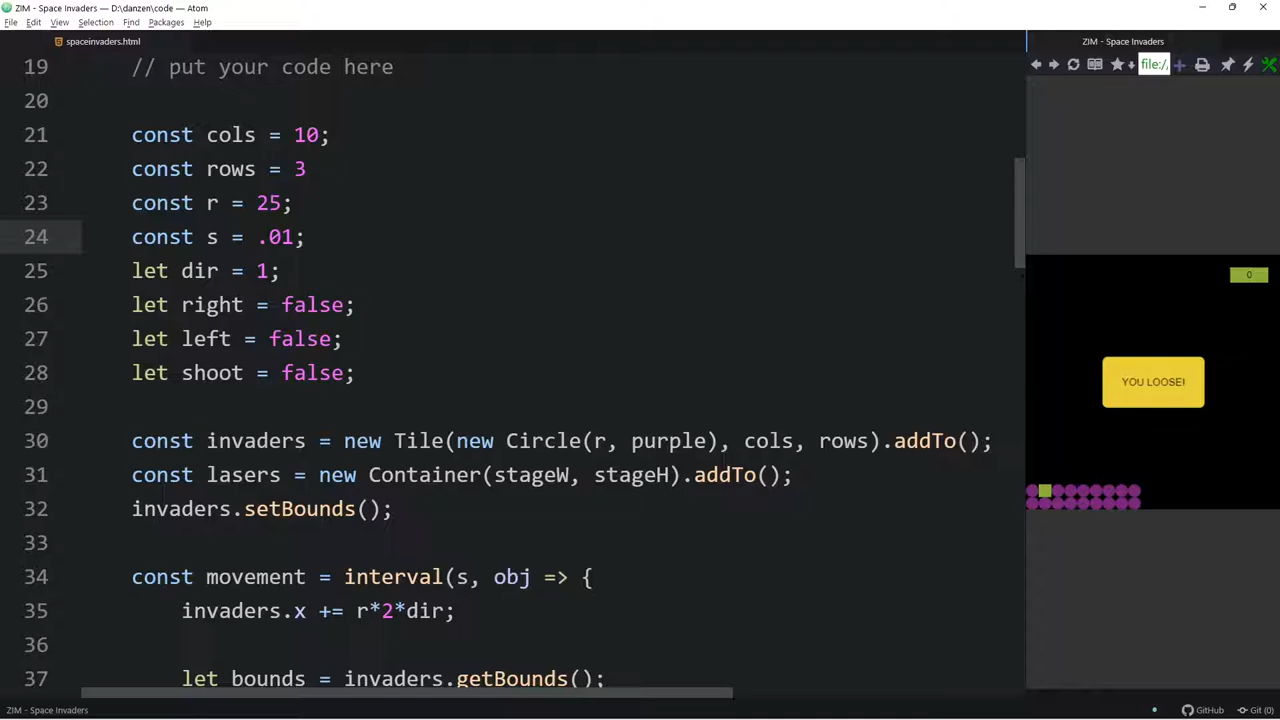 ZIM - Space Invaders — D:\danzen\code — Atom
File Edit View Selection Find Packages Help
spaceinvaders.html
ZIM - Space Invaders
file:/
19 // put your code here
20
21 const cols = 10;
22 const rows = 3
23 const r = 25;
24 const s = .01;
25 let dir = 1;
26 let right = false;
27 let left = false;
28 let shoot = false;
29
30 const invaders = new Tile(new Circle(r, purple), cols, rows).addTo();
31 const lasers = new Container(stageW, stageH).addTo();
32 invaders.setBounds();
33
34 const movement = interval(s, obj => {
35 invaders.x += r*2*dir;
36
37 let bounds = invaders.getBounds();
0
YOU LOOSE!
ZIM - Space Invaders
GitHub Git (0)